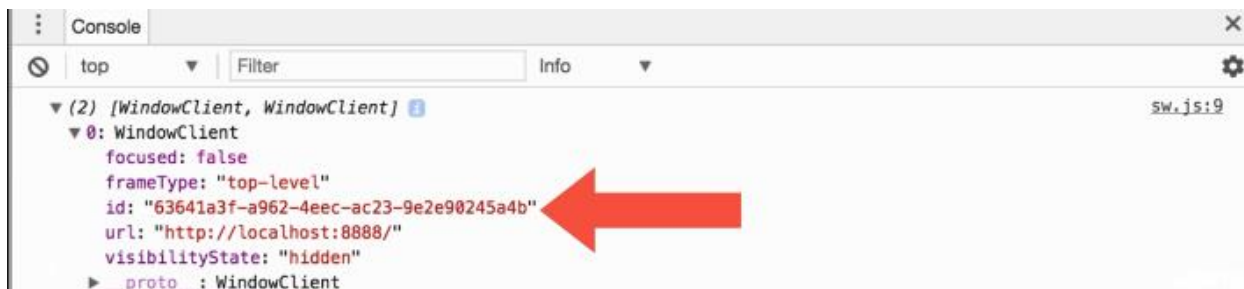 Console
top Filter Info
(2) [WindowClient, WindowClient] i sw.js:9
0: WindowClient
focused: false
frameType: "top-level"
id: "63641a3f-a962-4eec-ac23-9e2e90245a4b"
url: "http://localhost:8888/"
visibilityState: "hidden"
__proto__: WindowClient